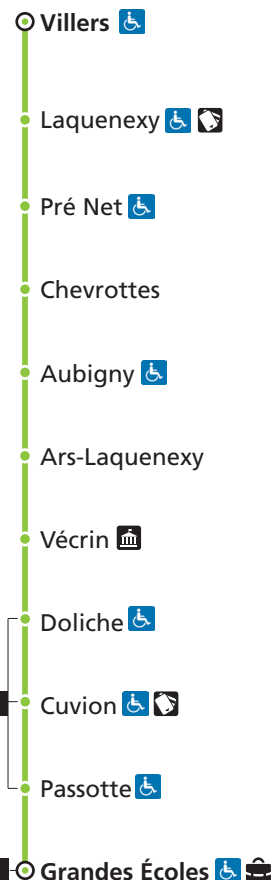 Villers
Laquenexy
Pré Net
Chevrottes
Aubigny
Ars-Laquenexy
Vécrin
Doliche
Cuvion
Passotte
Grandes Écoles